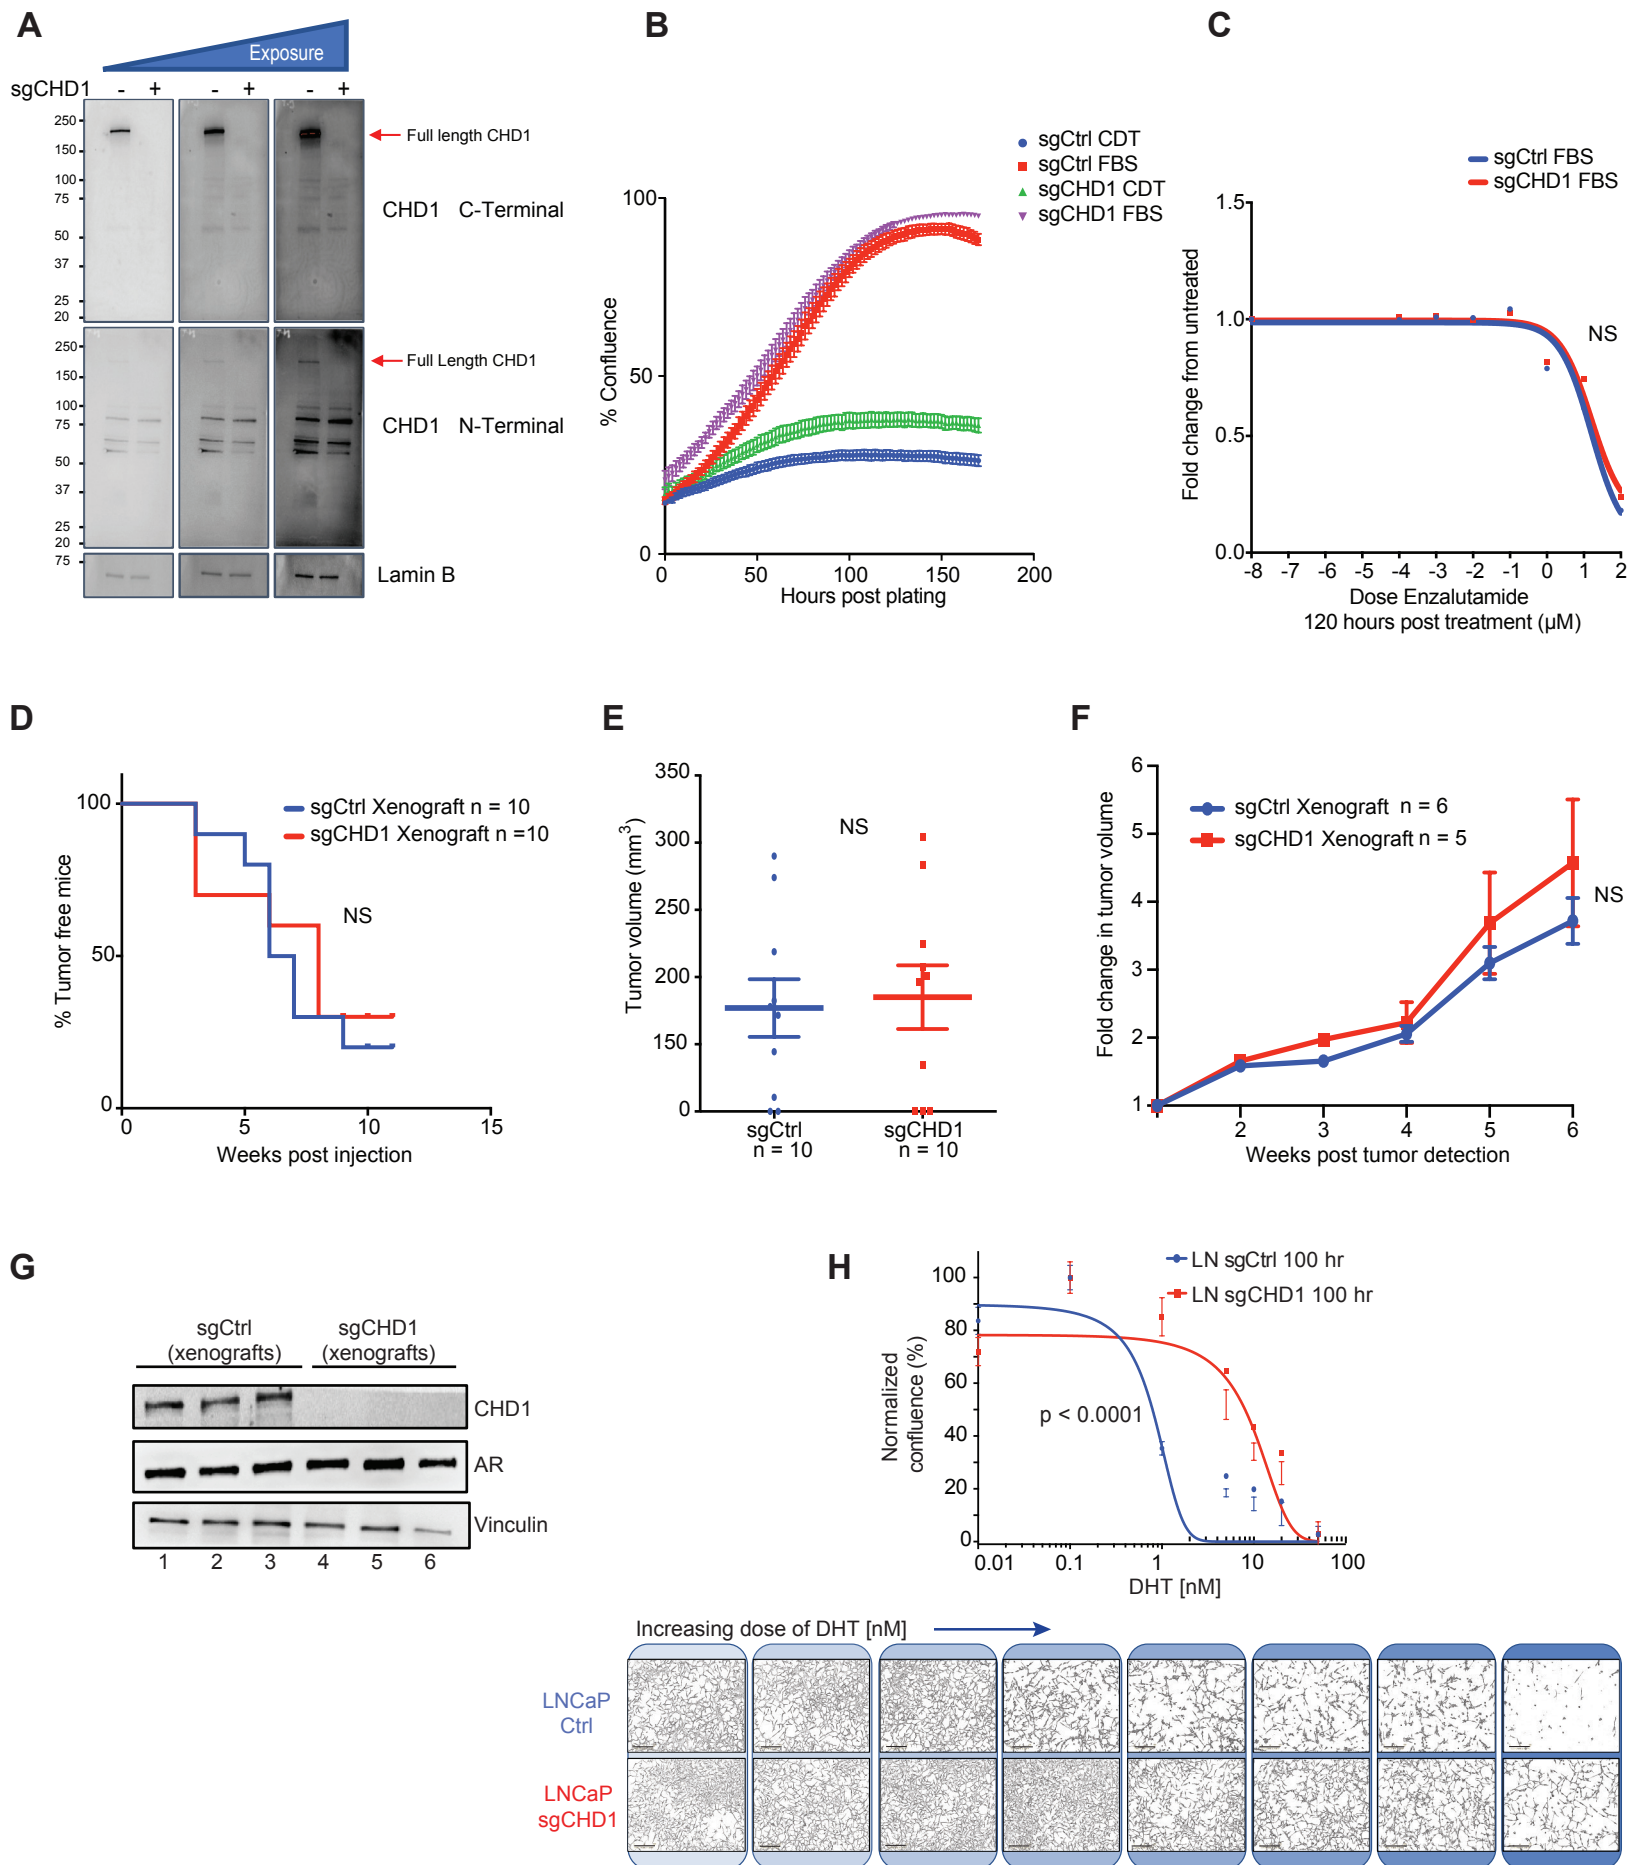 A
Exposure
sgCHD1 - + - + - +
250
150
100
75
50
37
25
20
Full length CHD1
CHD1 C-Terminal
250
150
100
75
50
37
25
20
Full Length CHD1
CHD1 N-Terminal
75
Lamin B
B
sgCtrl CDT
sgCtrl FBS
sgCHD1 CDT
sgCHD1 FBS
% Confluence
100
50
0
0 50 100 150 200
Hours post plating
C
sgCtrl FBS
sgCHD1 FBS
Fold change from untreated
1.5
1.0
0.5
0.0
NS
-8 -7 -6 -5 -4 -3 -2 -1 0 1 2
Dose Enzalutamide
120 hours post treatment (µM)
D
% Tumor free mice
100
50
0
sgCtrl Xenograft n = 10
sgCHD1 Xenograft n =10
NS
0 5 10 15
Weeks post injection
E
Tumor volume (mm3)
350
300
250
200
150
0
NS
sgCtrl sgCHD1
n = 10 n = 10
F
Fold change in tumor volume
6
5
4
3
2
1
sgCtrl Xenograft n = 6
sgCHD1 Xenograft n = 5
NS
2 3 4 5 6
Weeks post tumor detection
G
sgCtrl sgCHD1
(xenografts) (xenografts)
CHD1
AR
Vinculin
1 2 3 4 5 6
H
LN sgCtrl 100 hr
LN sgCHD1 100 hr
Normalized
confluence (%)
100
80
60
40
20
0
p < 0.0001
0.01 0.1 1 10 100
DHT [nM]
Increasing dose of DHT [nM]
LNCaP
Ctrl
LNCaP
sgCHD1